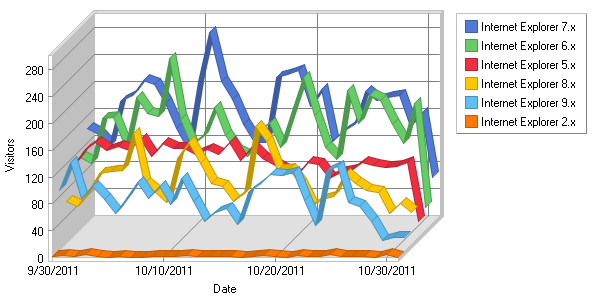 Internet Explorer 7.x
Internet Explorer 6.x
Internet Explorer 5.x
Internet Explorer 8.x
Internet Explorer 9.x
Internet Explorer 2.x
Visitors
280
240
200
160
120
80
40
0
9/30/2011 10/10/2011 10/20/2011 10/30/2011
Date